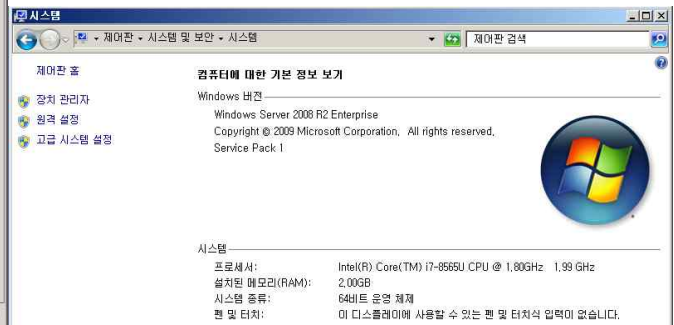 시스템
제어판 ▾ 시스템 및 보안 ▾ 시스템
제어판 검색
제어판 홈
장치 관리자
원격 설정
고급 시스템 설정
컴퓨터에 대한 기본 정보 보기
Windows 버전
Windows Server 2008 R2 Enterprise
Copyright © 2009 Microsoft Corporation, All rights reserved,
Service Pack 1
시스템
프로세서: Intel(R) Core(TM) i7-8565U CPU @ 1,80GHz 1,99 GHz
설치된 메모리(RAM): 2,00GB
시스템 종류: 64비트 운영 체제
펜 및 터치: 이 디스플레이에 사용할 수 있는 펜 및 터치식 입력이 없습니다.